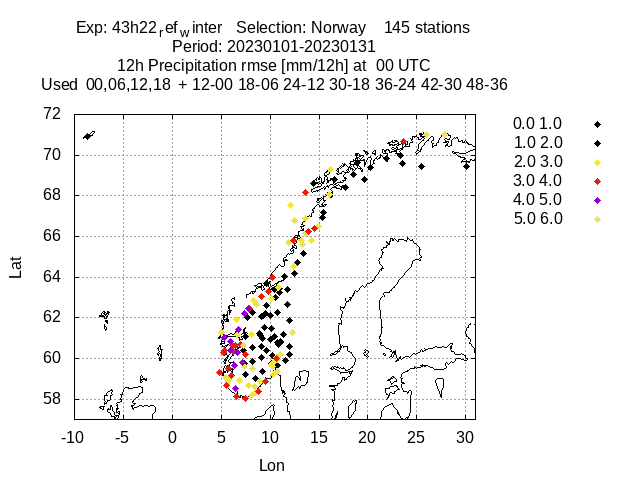 Exp: 43h22ref winter   Selection: Norway    145 stations
Period: 20230101-20230131
12h Precipitation rmse [mm/12h] at  00 UTC
Used  00,06,12,18  + 12-00 18-06 24-12 30-18 36-24 42-30 48-36
72
70
68
66
64
62
60
58
Lat
-10 -5 0 5 10 15 20 25 30
Lon
0.0 1.0
1.0 2.0
2.0 3.0
3.0 4.0
4.0 5.0
5.0 6.0